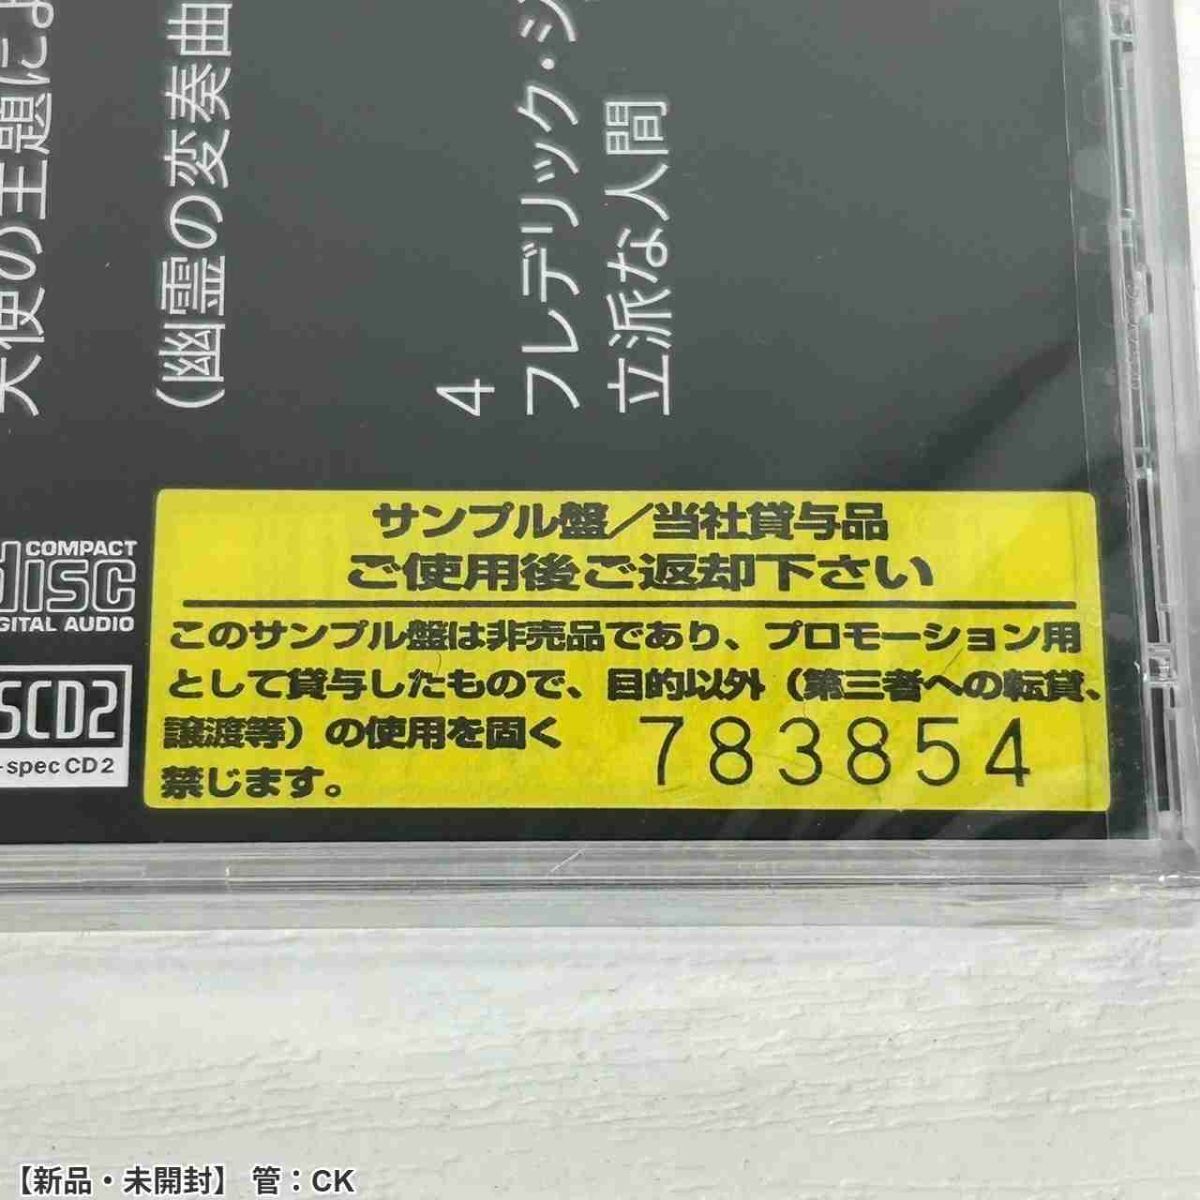 天使の主題によ
(幽霊の変奏曲
4
フレデリック・ジ
立派な人間
COMPACT
disc
DIGITAL AUDIO
SCD2
-spec CD2
サンプル盤／当社貸与品
ご使用後ご返却下さい
このサンプル盤は非売品であり、プロモーション用
として貸与したもので、目的以外（第三者への転貸、
譲渡等）の使用を固く
禁じます。
783854
【新品・未開封】 管：CK